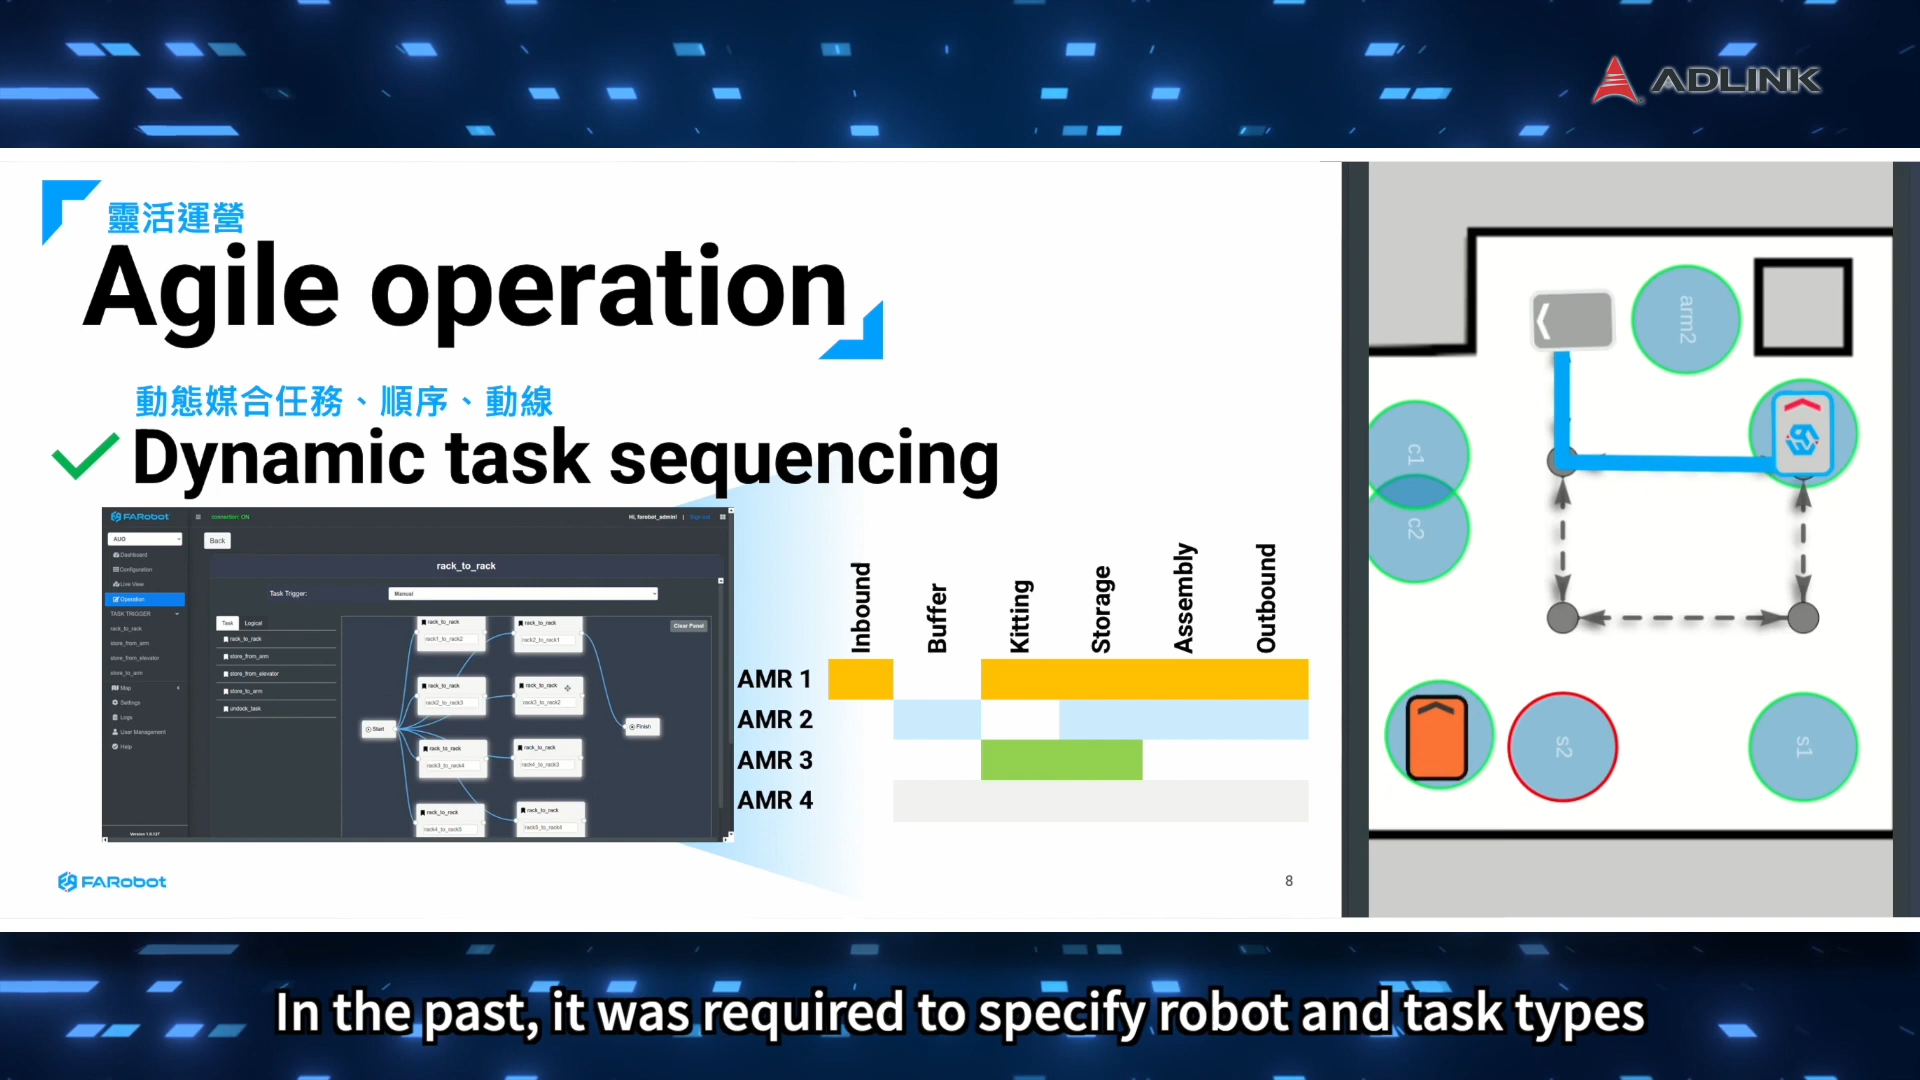 ADLINK
靈活運營
Agile operation
動態媒合任務、順序、動線
Dynamic task sequencing
FARobot
connection: ON
Hi, farobot_admin! | Sign out
AUO
Back
Dashboard
Configuration
Live View
Operation
TASK TRIGGER
rack_to_rack
store_from_arm
store_from_elevator
store_to_arm
Map
Settings
Logs
User Management
Help
Version 1.0.127
rack_to_rack
Task Trigger:
Manual
Task
Logical
Clear Panel
rack_to_rack
store_from_arm
store_from_elevator
store_to_arm
undock_task
Start
rack_to_rack
rack1_to_rack2
rack_to_rack
rack2_to_rack1
rack_to_rack
rack2_to_rack3
rack_to_rack
rack3_to_rack2
rack_to_rack
rack3_to_rack4
rack_to_rack
rack4_to_rack3
rack_to_rack
rack4_to_rack5
rack_to_rack
rack5_to_rack4
Finish
Inbound
Buffer
Kitting
Storage
Assembly
Outbound
AMR 1
AMR 2
AMR 3
AMR 4
FARobot
8
arm2
c1
c2
s2
s1
In the past, it was required to specify robot and task types